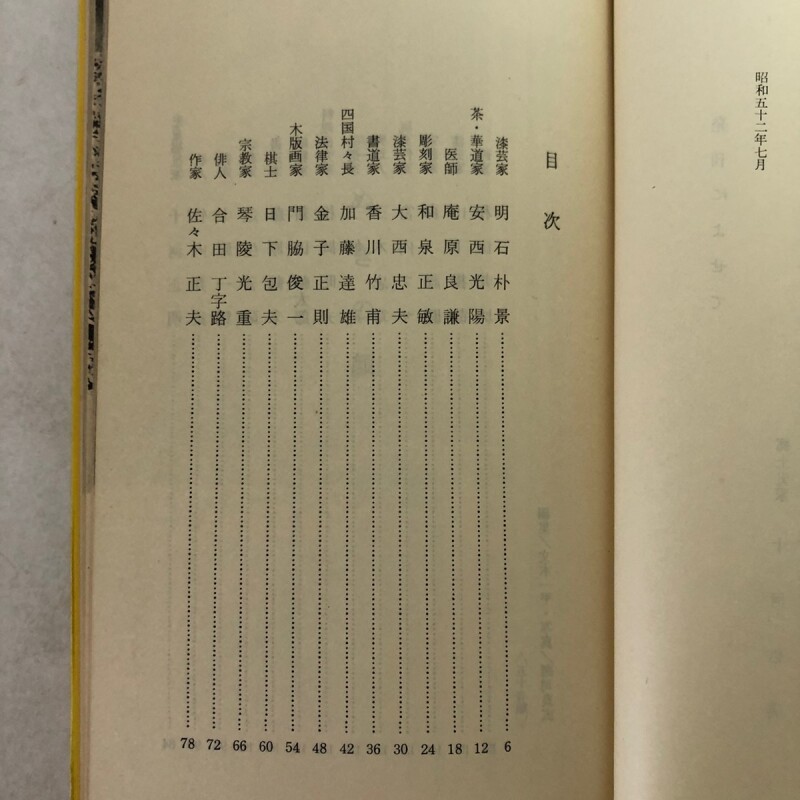 昭和五十二年七月
目次
漆芸家 明石朴景 6
茶・華道家 安西光陽 12
医師 庵原良謙 18
彫刻家 和泉正敏 24
漆芸家 大西忠夫 30
書道家 香川竹甫 36
四国村々長 加藤達雄 42
法律家 金子正則 48
木版画家 門脇俊一 54
棋士 日下包夫 60
宗教家 琴陵光重 66
俳人 合田丁字路 72
作家 佐々木正夫 78